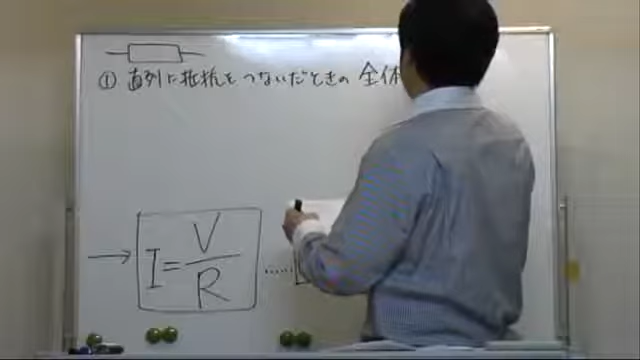 ① 直列に抵抗をつないだときの 全体
→ I = V/R ......